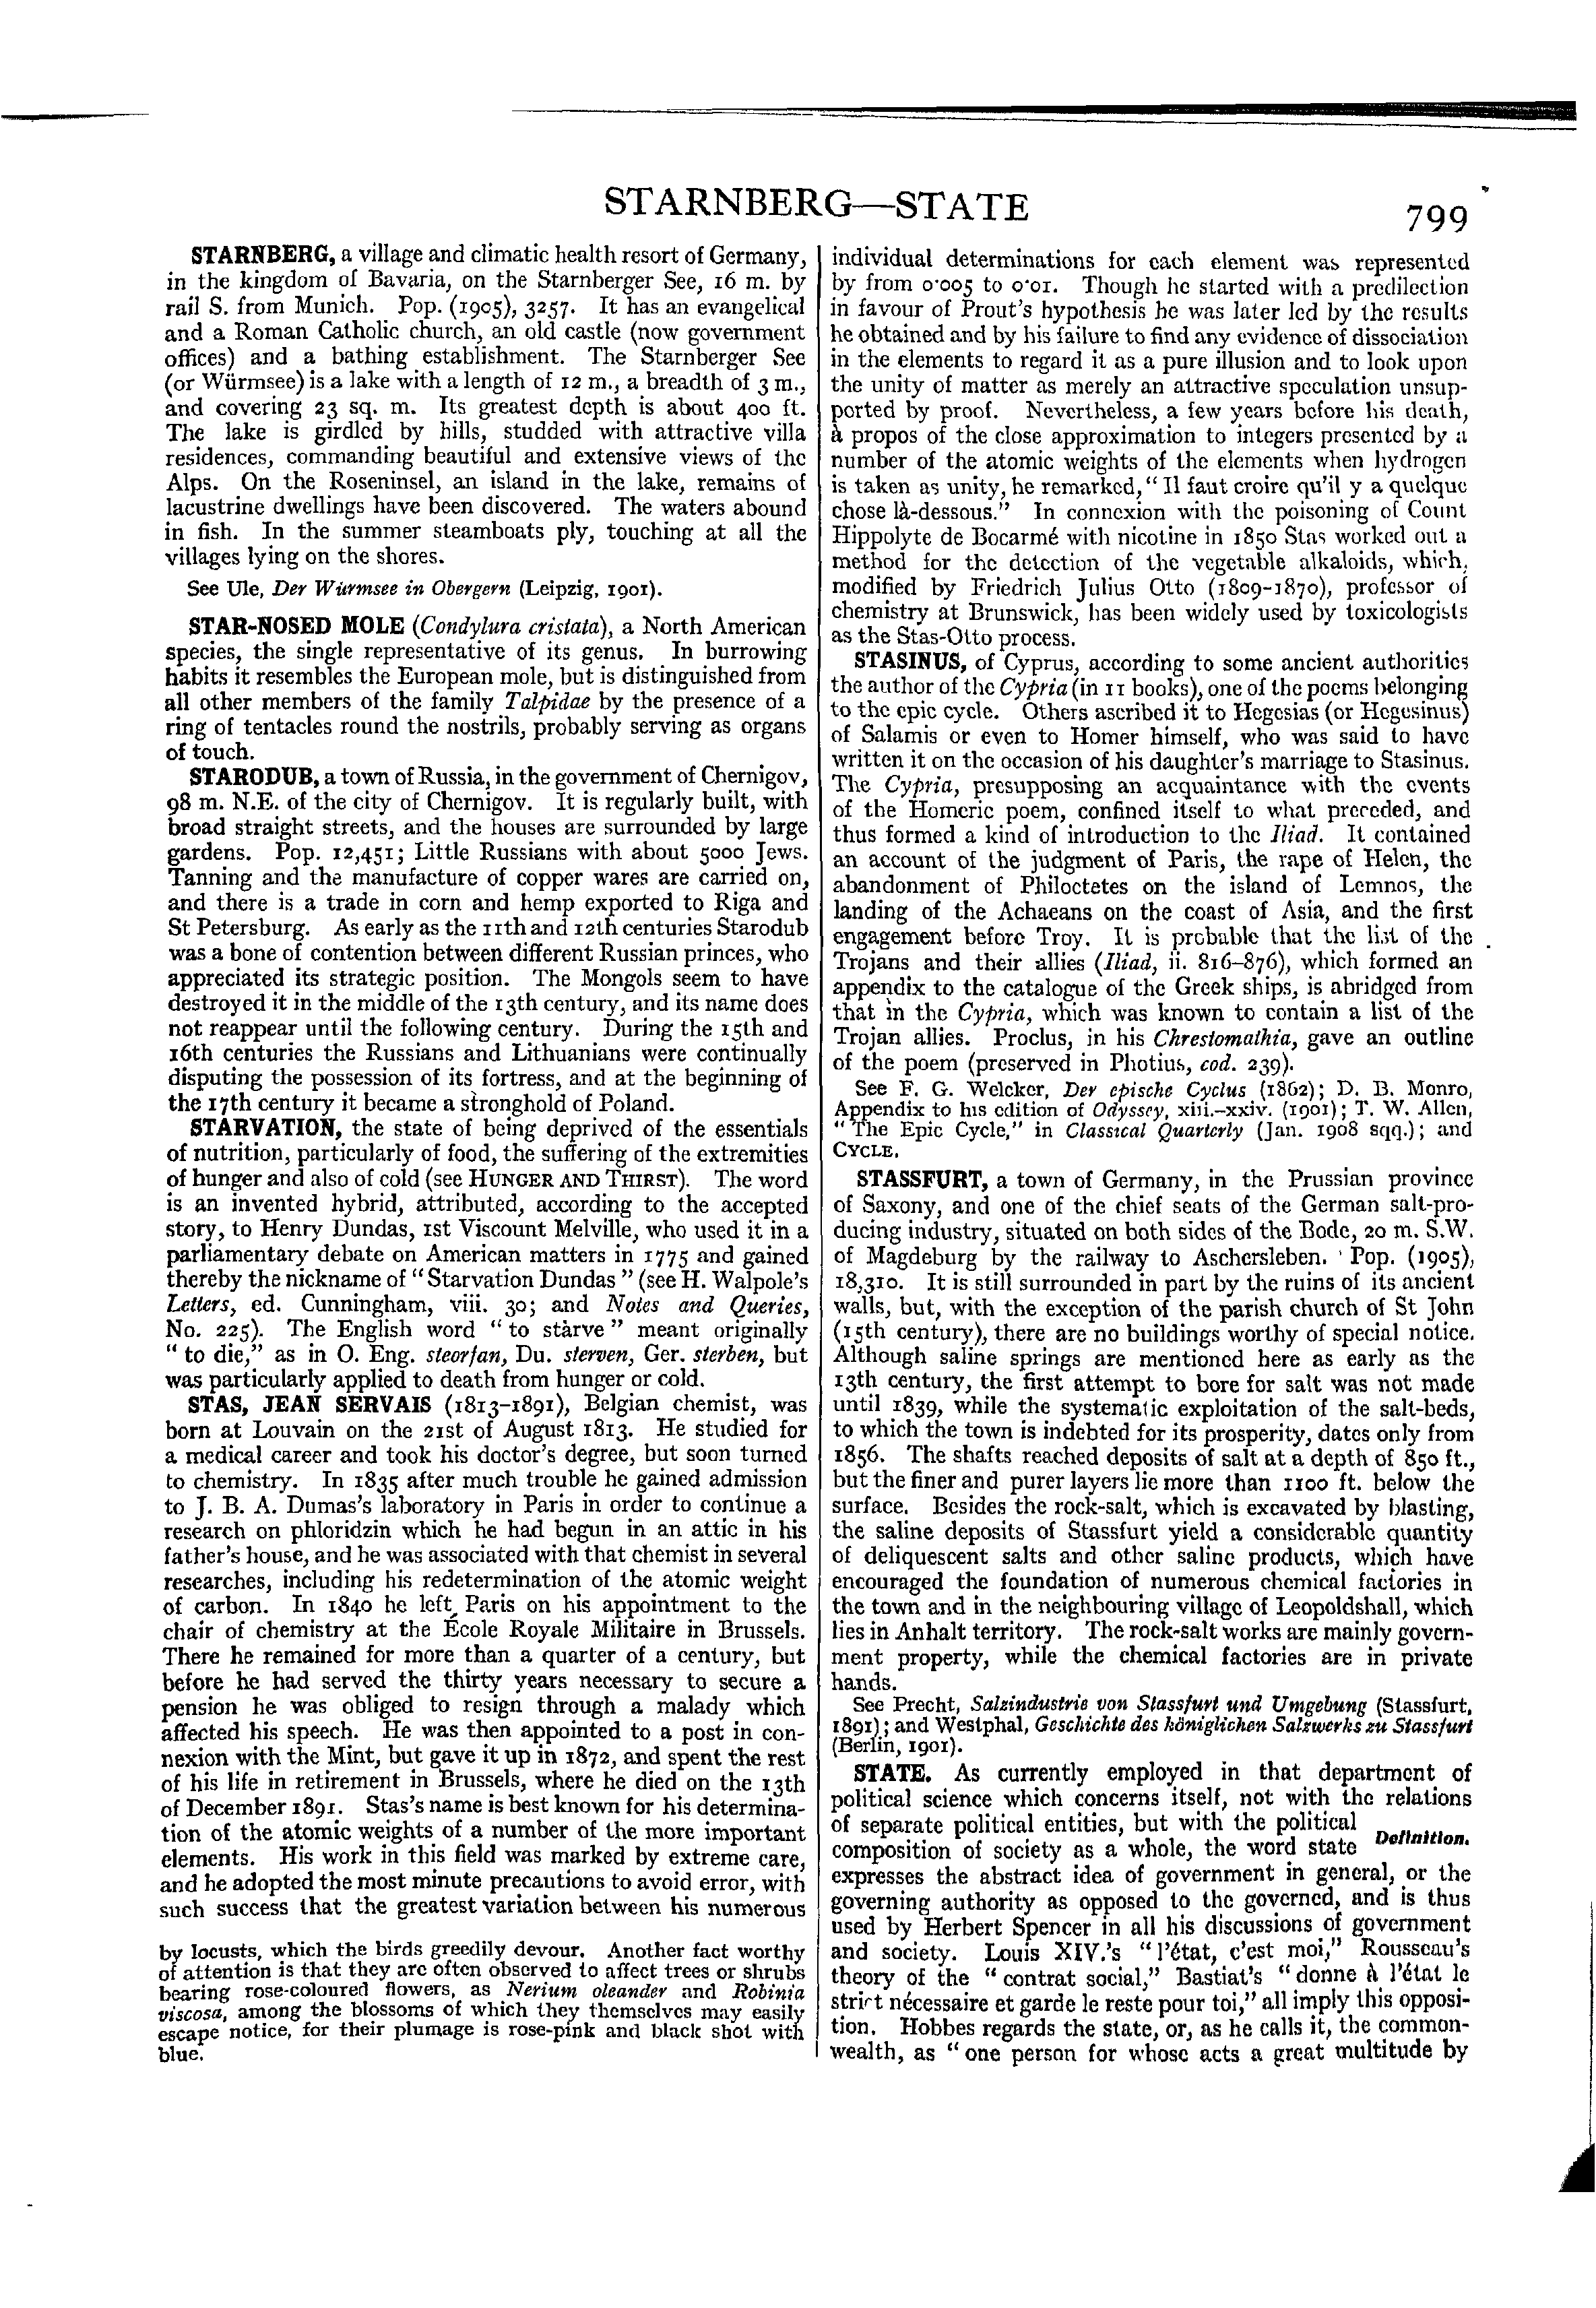 STARNBERG—STATE
799
STARNBERG, a village and climatic health resort of Germany,
in the kingdom of Bavaria, on the Starnberger See, 16 m. by
rail S. from Munich. Pop. (1905), 3257. It has an evangelical
and a Roman Catholic church, an old castle (now government
offices) and a bathing establishment. The Starnberger See
(or Würmsee) is a lake with a length of 12 m., a breadth of 3 m.,
and covering 23 sq. m. Its greatest depth is about 400 ft.
The lake is girdled by hills, studded with attractive villa
residences, commanding beautiful and extensive views of the
Alps. On the Roseninsel, an island in the lake, remains of
lacustrine dwellings have been discovered. The waters abound
in fish. In the summer steamboats ply, touching at all the
villages lying on the shores.
See Ule, Der Würmsee in Obergern (Leipzig, 1901).
STAR-NOSED MOLE (Condylura cristata), a North American
species, the single representative of its genus. In burrowing
habits it resembles the European mole, but is distinguished from
all other members of the family Talpidae by the presence of a
ring of tentacles round the nostrils, probably serving as organs
of touch.
STARODUB, a town of Russia, in the government of Chernigov,
98 m. N.E. of the city of Chernigov. It is regularly built, with
broad straight streets, and the houses are surrounded by large
gardens. Pop. 12,451; Little Russians with about 5000 Jews.
Tanning and the manufacture of copper wares are carried on,
and there is a trade in corn and hemp exported to Riga and
St Petersburg. As early as the 11th and 12th centuries Starodub
was a bone of contention between different Russian princes, who
appreciated its strategic position. The Mongols seem to have
destroyed it in the middle of the 13th century, and its name does
not reappear until the following century. During the 15th and
16th centuries the Russians and Lithuanians were continually
disputing the possession of its fortress, and at the beginning of
the 17th century it became a stronghold of Poland.
STARVATION, the state of being deprived of the essentials
of nutrition, particularly of food, the suffering of the extremities
of hunger and also of cold (see HUNGER AND THIRST). The word
is an invented hybrid, attributed, according to the accepted
story, to Henry Dundas, 1st Viscount Melville, who used it in a
parliamentary debate on American matters in 1775 and gained
thereby the nickname of "Starvation Dundas" (see H. Walpole's
Letters, ed. Cunningham, viii. 30; and Notes and Queries,
No. 225). The English word "to starve" meant originally
"to die," as in O. Eng. steorfan, Du. sterven, Ger. sterben, but
was particularly applied to death from hunger or cold.
STAS, JEAN SERVAIS (1813-1891), Belgian chemist, was
born at Louvain on the 21st of August 1813. He studied for
a medical career and took his doctor's degree, but soon turned
to chemistry. In 1835 after much trouble he gained admission
to J. B. A. Dumas's laboratory in Paris in order to continue a
research on phloridzin which he had begun in an attic in his
father's house, and he was associated with that chemist in several
researches, including his redetermination of the atomic weight
of carbon. In 1840 he left Paris on his appointment to the
chair of chemistry at the École Royale Militaire in Brussels.
There he remained for more than a quarter of a century, but
before he had served the thirty years necessary to secure a
pension he was obliged to resign through a malady which
affected his speech. He was then appointed to a post in con-
nexion with the Mint, but gave it up in 1872, and spent the rest
of his life in retirement in Brussels, where he died on the 13th
of December 1891. Stas's name is best known for his determina-
tion of the atomic weights of a number of the more important
elements. His work in this field was marked by extreme care,
and he adopted the most minute precautions to avoid error, with
such success that the greatest variation between his numerous
by locusts, which the birds greedily devour. Another fact worthy
of attention is that they are often observed to affect trees or shrubs
bearing rose-coloured flowers, as Nerium oleander and Robinia
viscosa, among the blossoms of which they themselves may easily
escape notice, for their plumage is rose-pink and black shot with
blue.
individual determinations for each element was represented
by from 0·005 to 0·01. Though he started with a predilection
in favour of Prout's hypothesis he was later led by the results
he obtained and by his failure to find any evidence of dissociation
in the elements to regard it as a pure illusion and to look upon
the unity of matter as merely an attractive speculation unsup-
ported by proof. Nevertheless, a few years before his death,
à propos of the close approximation to integers presented by a
number of the atomic weights of the elements when hydrogen
is taken as unity, he remarked, "Il faut croire qu'il y a quelque
chose là-dessous." In connexion with the poisoning of Count
Hippolyte de Bocarmé with nicotine in 1850 Stas worked out a
method for the detection of the vegetable alkaloids, which,
modified by Friedrich Julius Otto (1809-1870), professor of
chemistry at Brunswick, has been widely used by toxicologists
as the Stas-Otto process.
STASINUS, of Cyprus, according to some ancient authorities
the author of the Cypria (in 11 books), one of the poems belonging
to the epic cycle. Others ascribed it to Hegesias (or Hegesinus)
of Salamis or even to Homer himself, who was said to have
written it on the occasion of his daughter's marriage to Stasinus.
The Cypria, presupposing an acquaintance with the events
of the Homeric poem, confined itself to what preceded, and
thus formed a kind of introduction to the Iliad. It contained
an account of the judgment of Paris, the rape of Helen, the
abandonment of Philoctetes on the island of Lemnos, the
landing of the Achaeans on the coast of Asia, and the first
engagement before Troy. It is probable that the list of the
Trojans and their allies (Iliad, ii. 816-876), which formed an
appendix to the catalogue of the Greek ships, is abridged from
that in the Cypria, which was known to contain a list of the
Trojan allies. Proclus, in his Chrestomathia, gave an outline
of the poem (preserved in Photius, cod. 239).
See F. G. Welcker, Der epische Cyclus (1862); D. B. Monro,
Appendix to his edition of Odyssey, xiii.-xxiv. (1901); T. W. Allen,
"The Epic Cycle," in Classical Quarterly (Jan. 1908 sqq.); and
CYCLE.
STASSFURT, a town of Germany, in the Prussian province
of Saxony, and one of the chief seats of the German salt-pro-
ducing industry, situated on both sides of the Bode, 20 m. S.W.
of Magdeburg by the railway to Aschersleben. Pop. (1905),
18,310. It is still surrounded in part by the ruins of its ancient
walls, but, with the exception of the parish church of St John
(15th century), there are no buildings worthy of special notice.
Although saline springs are mentioned here as early as the
13th century, the first attempt to bore for salt was not made
until 1839, while the systematic exploitation of the salt-beds,
to which the town is indebted for its prosperity, dates only from
1856. The shafts reached deposits of salt at a depth of 850 ft.,
but the finer and purer layers lie more than 1100 ft. below the
surface. Besides the rock-salt, which is excavated by blasting,
the saline deposits of Stassfurt yield a considerable quantity
of deliquescent salts and other saline products, which have
encouraged the foundation of numerous chemical factories in
the town and in the neighbouring village of Leopoldshall, which
lies in Anhalt territory. The rock-salt works are mainly govern-
ment property, while the chemical factories are in private
hands.
See Precht, Salzindustrie von Stassfurt und Umgebung (Stassfurt,
1891); and Westphal, Geschichte des königlichen Salzwerks zu Stassfurt
(Berlin, 1901).
STATE. As currently employed in that department of
political science which concerns itself, not with the relations
of separate political entities, but with the political
composition of society as a whole, the word state
Definition.
expresses the abstract idea of government in general, or the
governing authority as opposed to the governed, and is thus
used by Herbert Spencer in all his discussions of government
and society. Louis XIV.'s "l'état, c'est moi," Rousseau's
theory of the "contrat social," Bastiat's "donne à l'état le
strict nécessaire et garde le reste pour toi," all imply this opposi-
tion. Hobbes regards the state, or, as he calls it, the common-
wealth, as "one person for whose acts a great multitude by